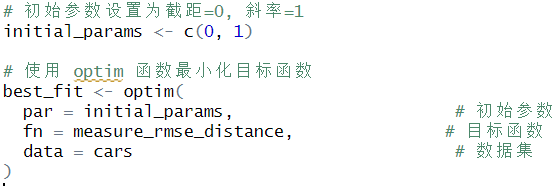 # 初始参数设置为截距=0, 斜率=1
initial_params <- c(0, 1)
# 使用 optim 函数最小化目标函数
best_fit <- optim(
par = initial_params, # 初始参数
fn = measure_rmse_distance, # 目标函数
data = cars # 数据集
)